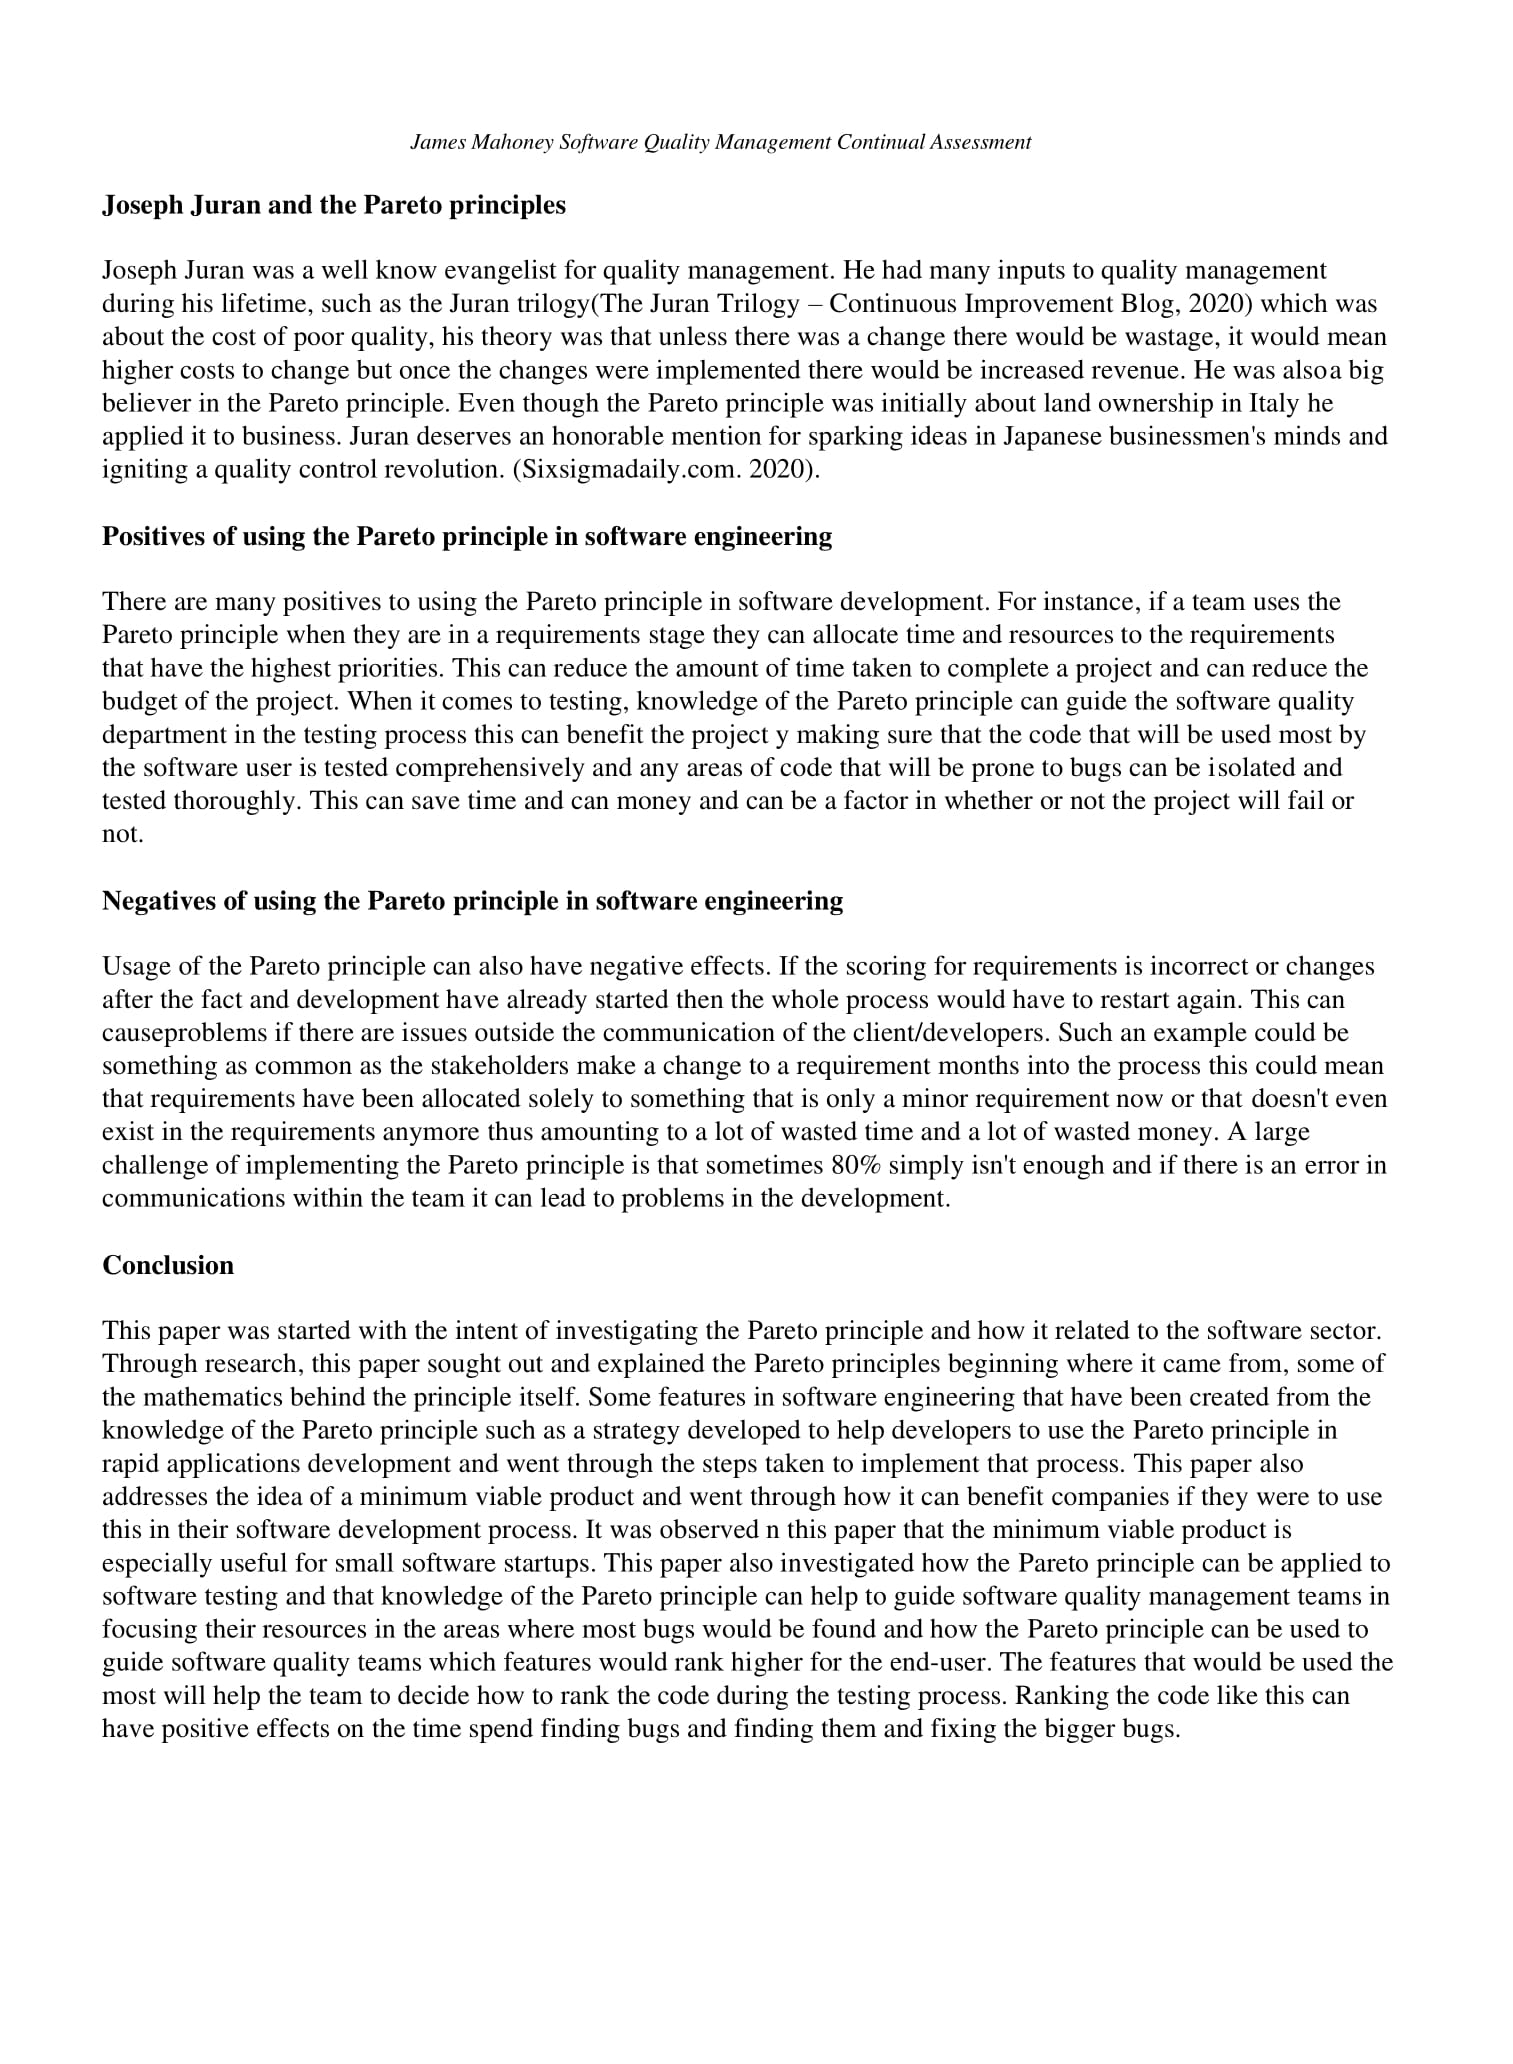 James Mahoney Software Quality Management Continual Assessment
Joseph Juran and the Pareto principles
Joseph Juran was a well know evangelist for quality management. He had many inputs to quality management
during his lifetime, such as the Juran trilogy(The Juran Trilogy – Continuous Improvement Blog, 2020) which was
about the cost of poor quality, his theory was that unless there was a change there would be wastage, it would mean
higher costs to change but once the changes were implemented there would be increased revenue. He was alsoa big
believer in the Pareto principle. Even though the Pareto principle was initially about land ownership in Italy he
applied it to business. Juran deserves an honorable mention for sparking ideas in Japanese businessmen's minds and
igniting a quality control revolution. (Sixsigmadaily.com. 2020).
Positives of using the Pareto principle in software engineering
There are many positives to using the Pareto principle in software development. For instance, if a team uses the
Pareto principle when they are in a requirements stage they can allocate time and resources to the requirements
that have the highest priorities. This can reduce the amount of time taken to complete a project and can reduce the
budget of the project. When it comes to testing, knowledge of the Pareto principle can guide the software quality
department in the testing process this can benefit the project y making sure that the code that will be used most by
the software user is tested comprehensively and any areas of code that will be prone to bugs can be isolated and
tested thoroughly. This can save time and can money and can be a factor in whether or not the project will fail or
not.
Negatives of using the Pareto principle in software engineering
Usage of the Pareto principle can also have negative effects. If the scoring for requirements is incorrect or changes
after the fact and development have already started then the whole process would have to restart again. This can
causeproblems if there are issues outside the communication of the client/developers. Such an example could be
something as common as the stakeholders make a change to a requirement months into the process this could mean
that requirements have been allocated solely to something that is only a minor requirement now or that doesn't even
exist in the requirements anymore thus amounting to a lot of wasted time and a lot of wasted money. A large
challenge of implementing the Pareto principle is that sometimes 80% simply isn't enough and if there is an error in
communications within the team it can lead to problems in the development.
Conclusion
This paper was started with the intent of investigating the Pareto principle and how it related to the software sector.
Through research, this paper sought out and explained the Pareto principles beginning where it came from, some of
the mathematics behind the principle itself. Some features in software engineering that have been created from the
knowledge of the Pareto principle such as a strategy developed to help developers to use the Pareto principle in
rapid applications development and went through the steps taken to implement that process. This paper also
addresses the idea of a minimum viable product and went through how it can benefit companies if they were to use
this in their software development process. It was observed n this paper that the minimum viable product is
especially useful for small software startups. This paper also investigated how the Pareto principle can be applied to
software testing and that knowledge of the Pareto principle can help to guide software quality management teams in
focusing their resources in the areas where most bugs would be found and how the Pareto principle can be used to
guide software quality teams which features would rank higher for the end-user. The features that would be used the
most will help the team to decide how to rank the code during the testing process. Ranking the code like this can
have positive effects on the time spend finding bugs and finding them and fixing the bigger bugs.